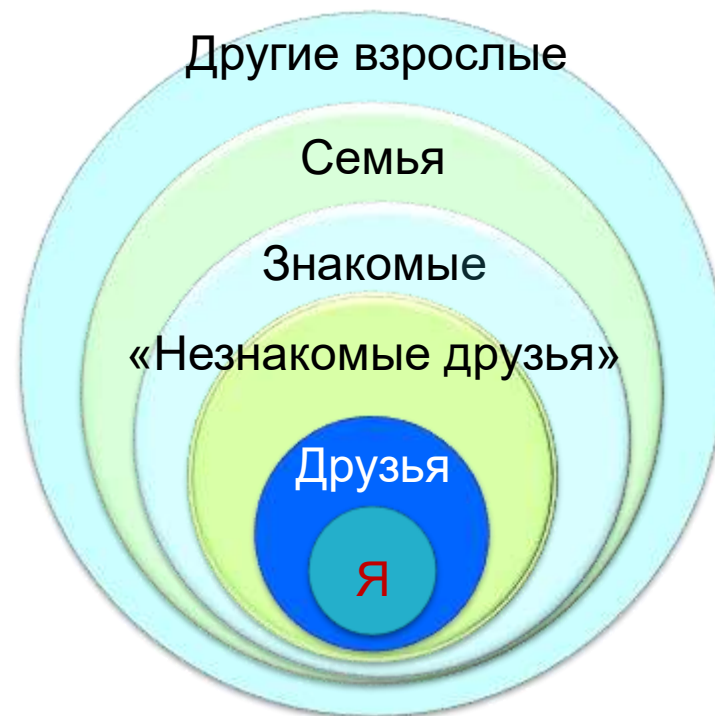 Другие взрослые
Семья
Знакомые
«Незнакомые друзья»
Друзья
Я